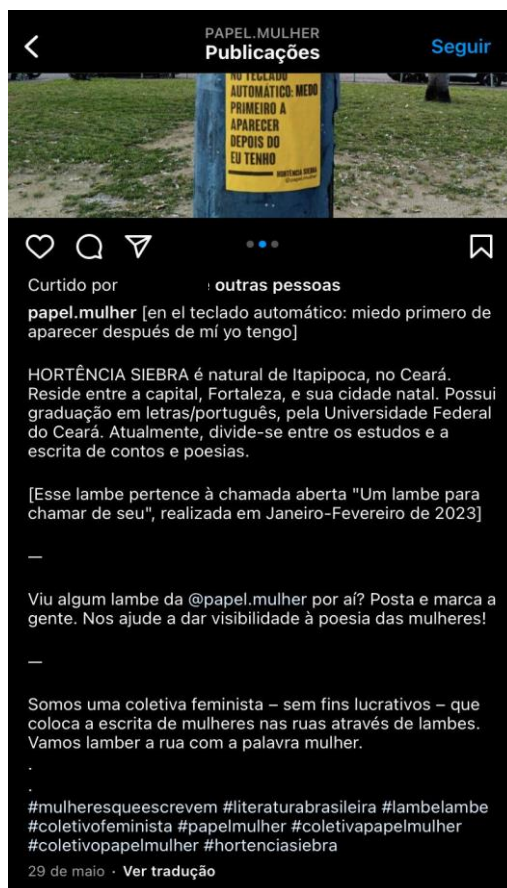 PAPEL.MULHER
Publicações
Seguir
NO TECLADO
AUTOMÁTICO: MEDO
PRIMEIRO A
APARECER
DEPOIS DO
EU TENHO
HORTÊNCIA SIEBRA
@papel.mulher
Curtido por outras pessoas
papel.mulher [en el teclado automático: miedo primero de
aparecer después de mí yo tengo]
HORTÊNCIA SIEBRA é natural de Itapipoca, no Ceará.
Reside entre a capital, Fortaleza, e sua cidade natal. Possui
graduação em letras/português, pela Universidade Federal
do Ceará. Atualmente, divide-se entre os estudos e a
escrita de contos e poesias.
[Esse lambe pertence à chamada aberta "Um lambe para
chamar de seu", realizada em Janeiro-Fevereiro de 2023]
—
Viu algum lambe da @papel.mulher por aí? Posta e marca a
gente. Nos ajude a dar visibilidade à poesia das mulheres!
—
Somos uma coletiva feminista – sem fins lucrativos – que
coloca a escrita de mulheres nas ruas através de lambes.
Vamos lamber a rua com a palavra mulher.
.
.
#mulheresqueescrevem #literaturabrasileira #lambelambe
#coletivofeminista #papelmulher #coletivapapelmulher
#coletivopapelmulher #hortenciasiebra
29 de maio · Ver tradução